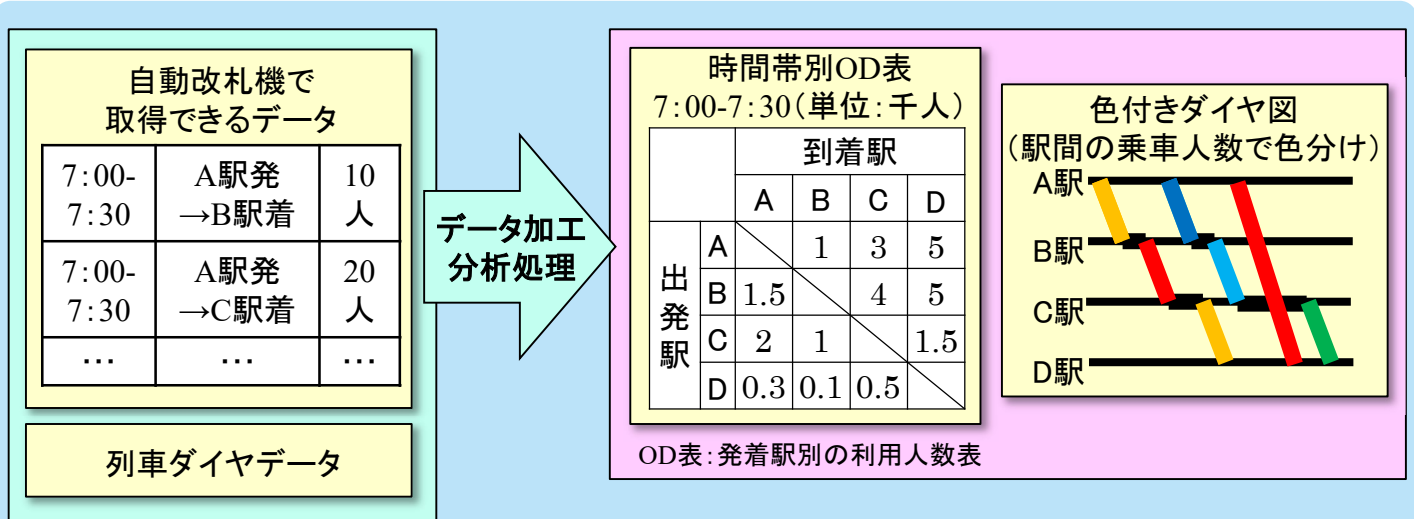 自動改札機で
取得できるデータ
7:00-
7:30
A駅発
→B駅着
10
人
7:00-
7:30
A駅発
→C駅着
20
人
… … …
列車ダイヤデータ
データ加工
分析処理
時間帯別OD表
7:00-7:30(単位:千人)
到着駅
A B C D
出発駅
A 1 3 5
B 1.5 4 5
C 2 1 1.5
D 0.3 0.1 0.5
OD表:発着駅別の利用人数表
色付きダイヤ図
(駅間の乗車人数で色分け)
A駅
B駅
C駅
D駅